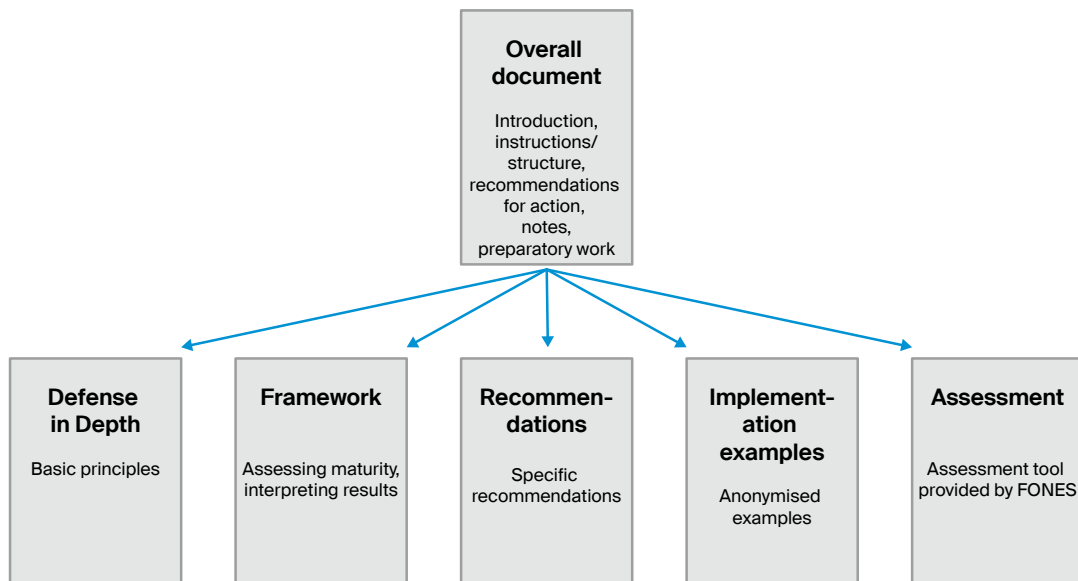 Overall
document
Introduction,
instructions/
structure,
recommendations
for action,
notes,
preparatory work
Defense
in Depth
Basic principles
Framework
Assessing maturity,
interpreting results
Recommen-
dations
Specific
recommendations
Implement-
ation
examples
Anonymised
examples
Assessment
Assessment tool
provided by FONES